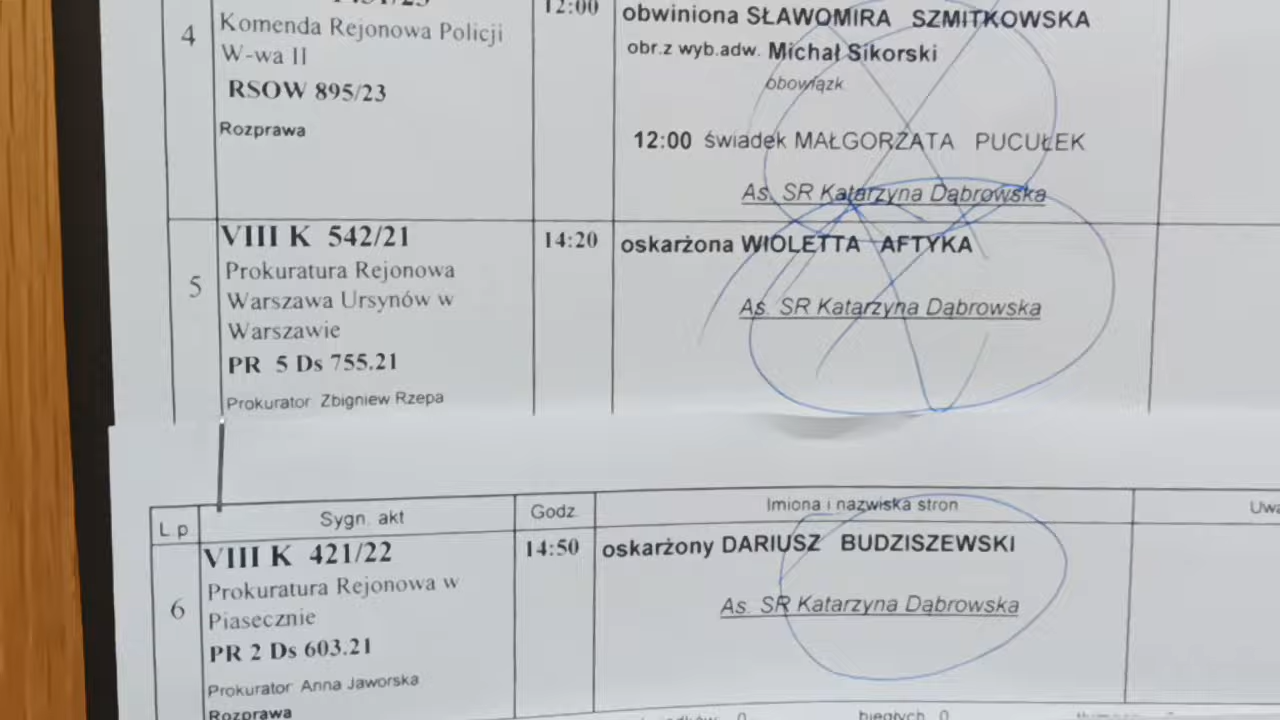 4
Komenda Rejonowa Policji
W-wa II
RSOW 895/23
Rozprawa
12:00
obwiniona SŁAWOMIRA SZMITKOWSKA
obr.z wyb.adw. Michał Sikorski
obowiązk
12:00 świadek MAŁGORZATA PUCUŁEK
As. SR Katarzyna Dąbrowska
5
VIII K 542/21
Prokuratura Rejonowa
Warszawa Ursynów w
Warszawie
PR 5 Ds 755.21
Prokurator Zbigniew Rzepa
14:20
oskarżona WIOLETTA AFTYKA
As. SR Katarzyna Dąbrowska
L p
Sygn. akt
Godz.
Imiona i nazwiska stron
6
VIII K 421/22
Prokuratura Rejonowa w
Piasecznie
PR 2 Ds 603.21
Prokurator Anna Jaworska
Rozprawa
14:50
oskarżony DARIUSZ BUDZISZEWSKI
As. SR Katarzyna Dąbrowska
0 biegłych 0